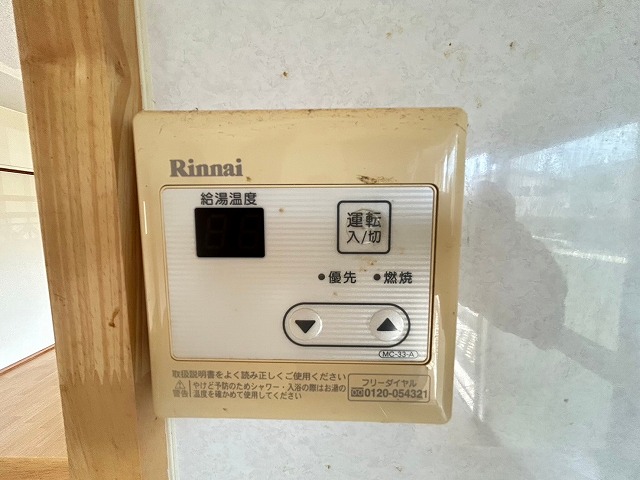 Rinnai
給湯温度
運転
入/切
優先 燃焼
MC-33-A
取扱説明書をよく読み正しくご使用ください
警告 やけど予防のためシャワー・入浴の際はお湯の
温度を確かめて使用してください
フリーダイヤル
0120-054321